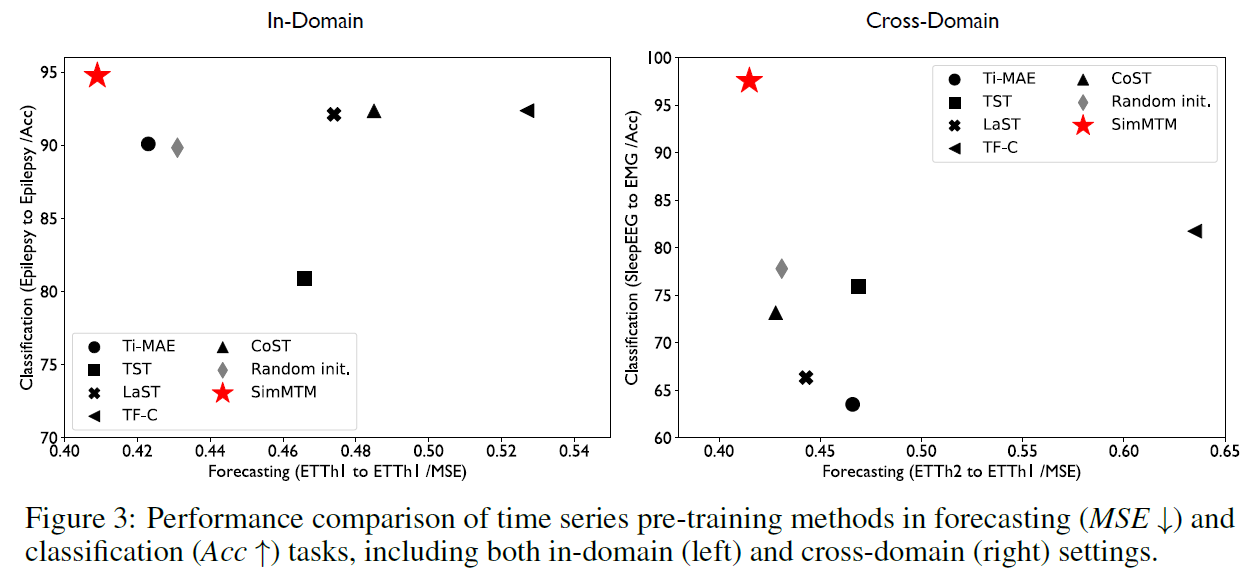 In-Domain
Classification (Epilepsy to Epilepsy /Acc)
95
90
85
80
75
70
Ti-MAE
TST
LaST
TF-C
CoST
Random init.
SimMTM
0.40 0.42 0.44 0.46 0.48 0.50 0.52 0.54
Forecasting (ETTh1 to ETTh1 /MSE)
Cross-Domain
Classification (SleepEEG to EMG /Acc)
100
95
90
85
80
75
70
65
60
Ti-MAE
TST
LaST
TF-C
CoST
Random init.
SimMTM
0.40 0.45 0.50 0.55 0.60 0.65
Forecasting (ETTh2 to ETTh1 /MSE)
Figure 3: Performance comparison of time series pre-training methods in forecasting (MSE ↓) and
classification (Acc ↑) tasks, including both in-domain (left) and cross-domain (right) settings.